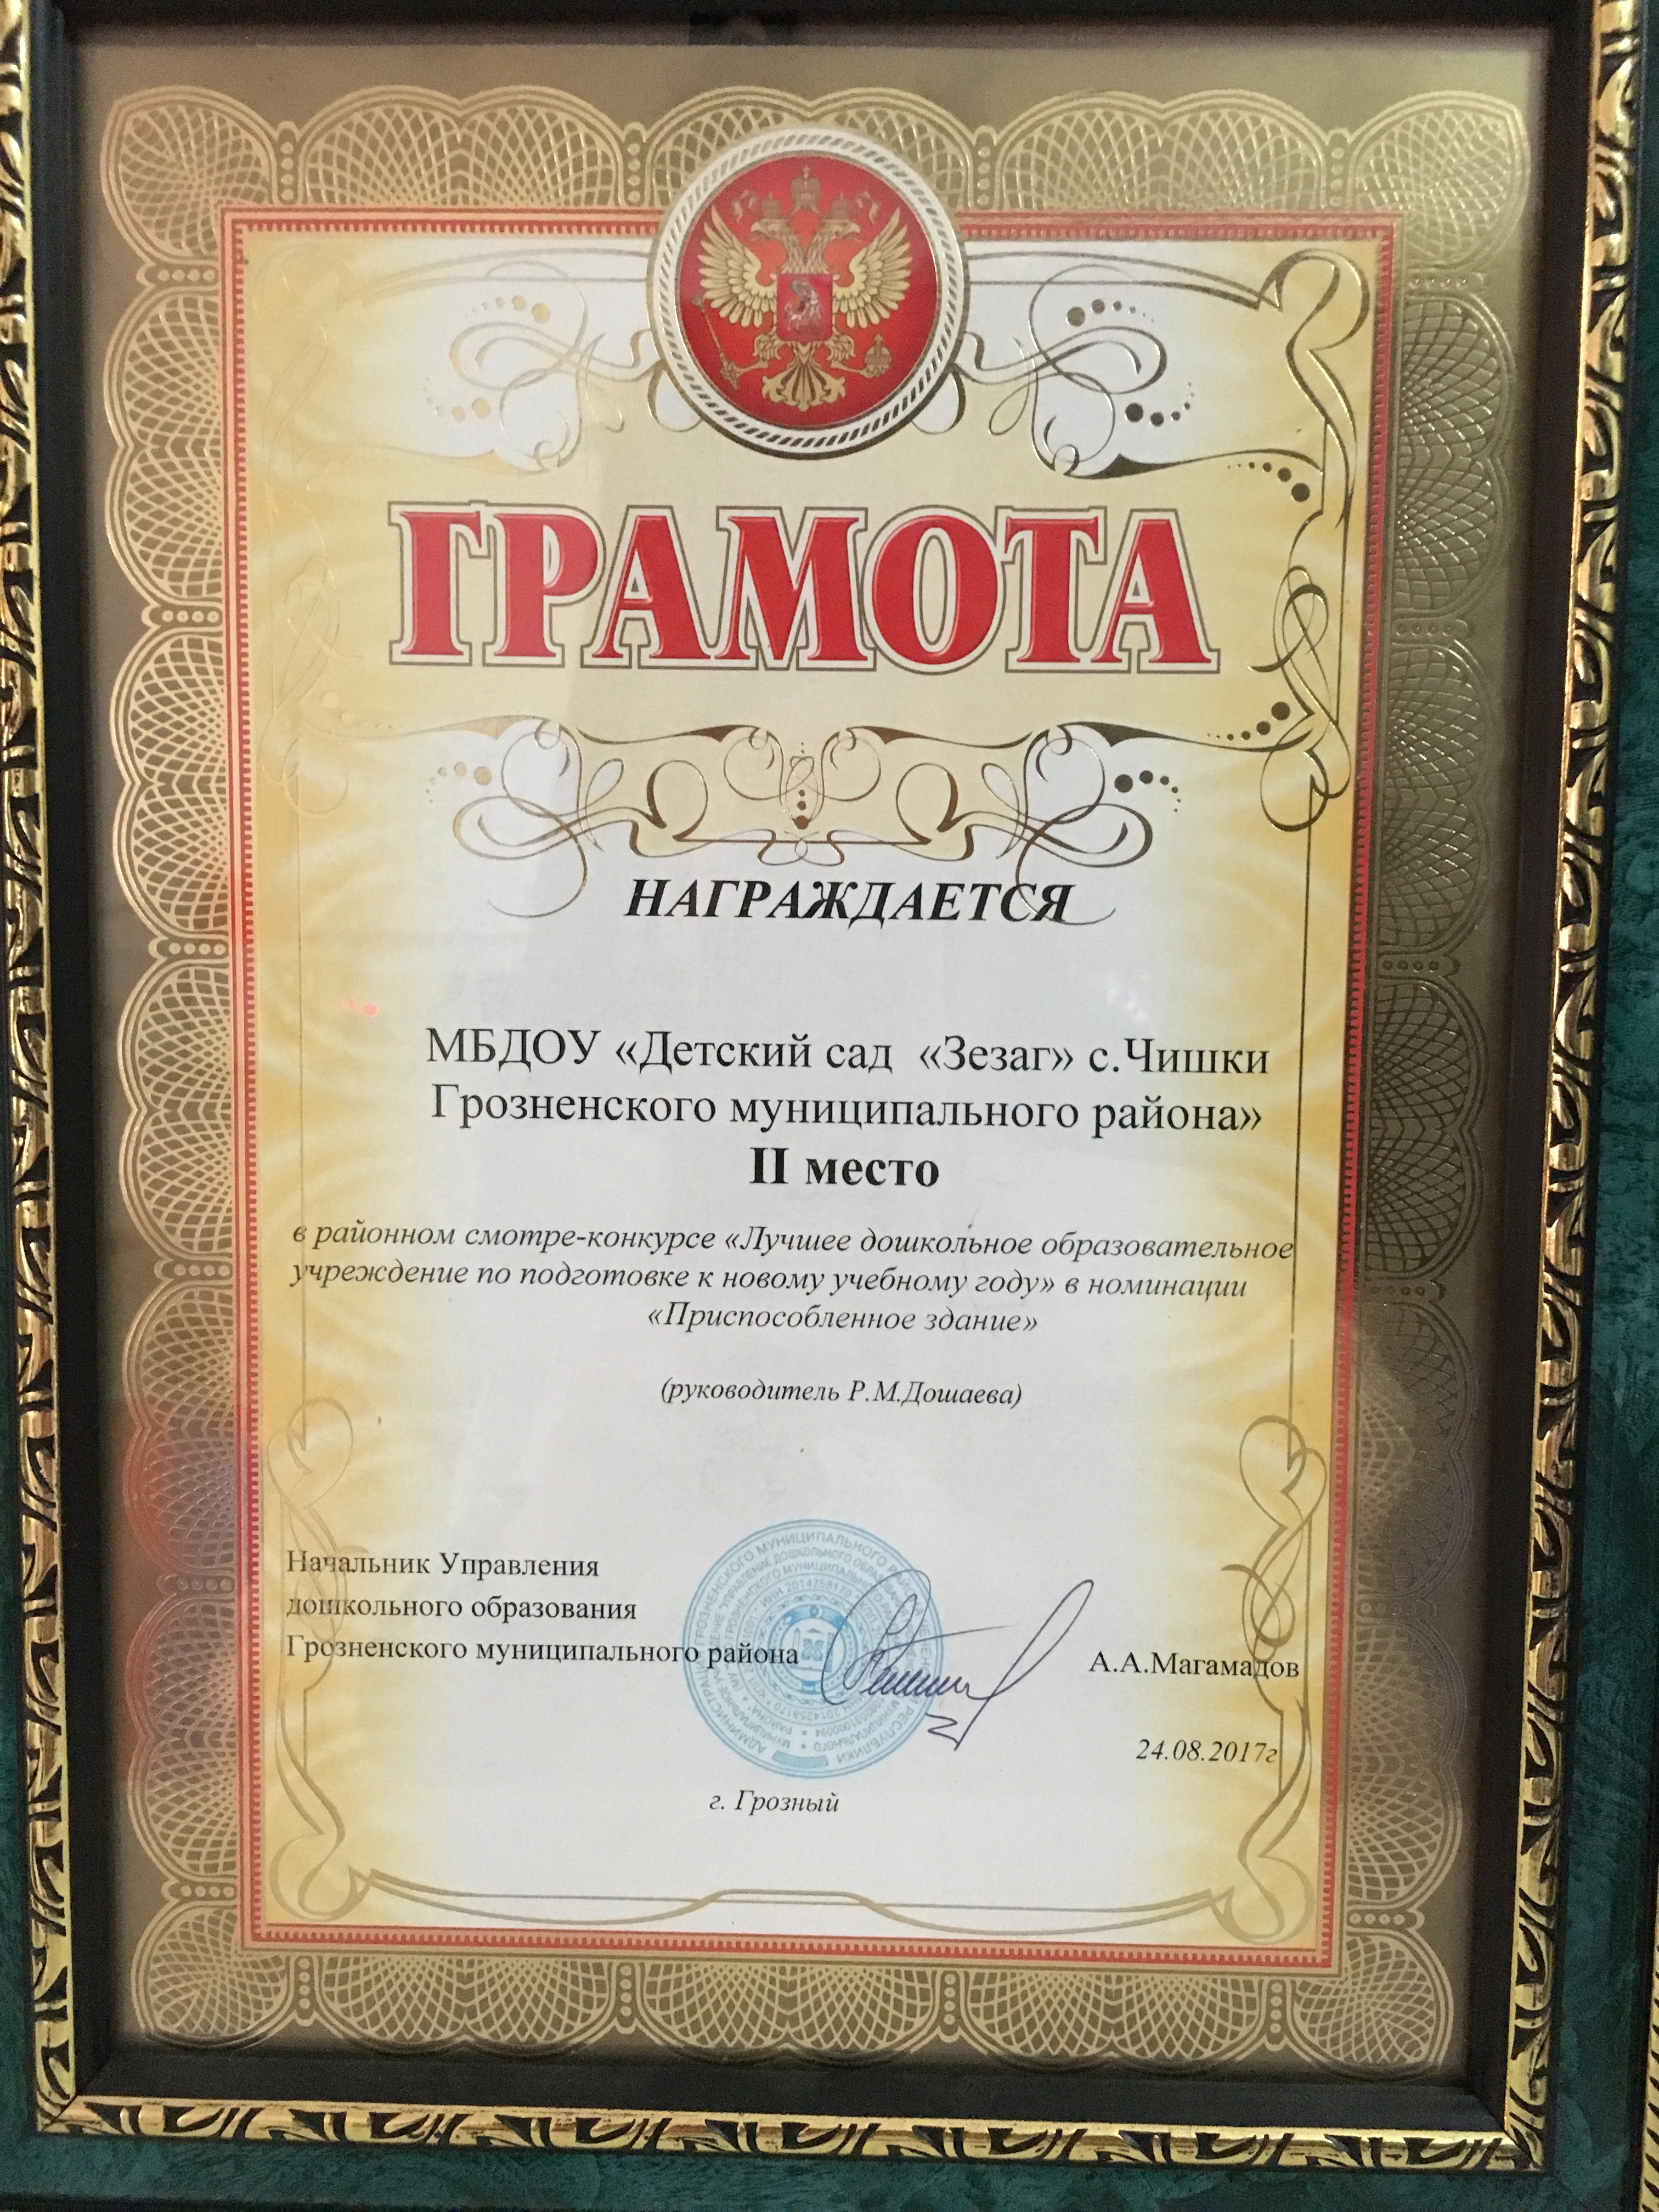 ГРАМОТА
НАГРАЖДАЕТСЯ
МБДОУ «Детский сад «Зезаг» с.Чишки
Грозненского муниципального района»
II место
в районном смотре-конкурсе «Лучшее дошкольное образовательное
учреждение по подготовке к новому учебному году» в номинации
«Приспособленное здание»
(руководитель Р.М.Дошаева)
Начальник Управления
дошкольного образования
Грозненского муниципального района
А.А.Магамадов
24.08.2017г
г. Грозный